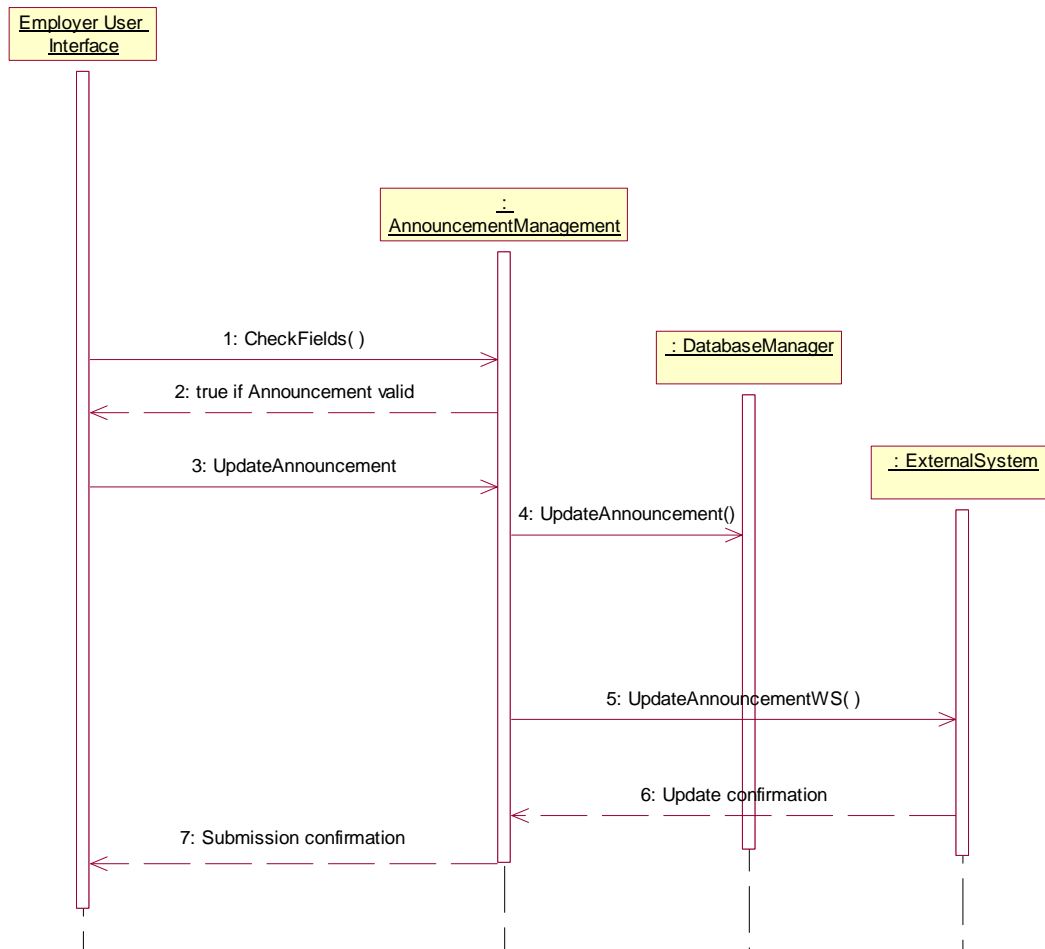 Employer User
Interface
:
AnnouncementManagement
1: CheckFields( )
: DatabaseManager
2: true if Announcement valid
3: UpdateAnnouncement
: ExternalSystem
4: UpdateAnnouncement()
5: UpdateAnnouncementWS( )
6: Update confirmation
7: Submission confirmation